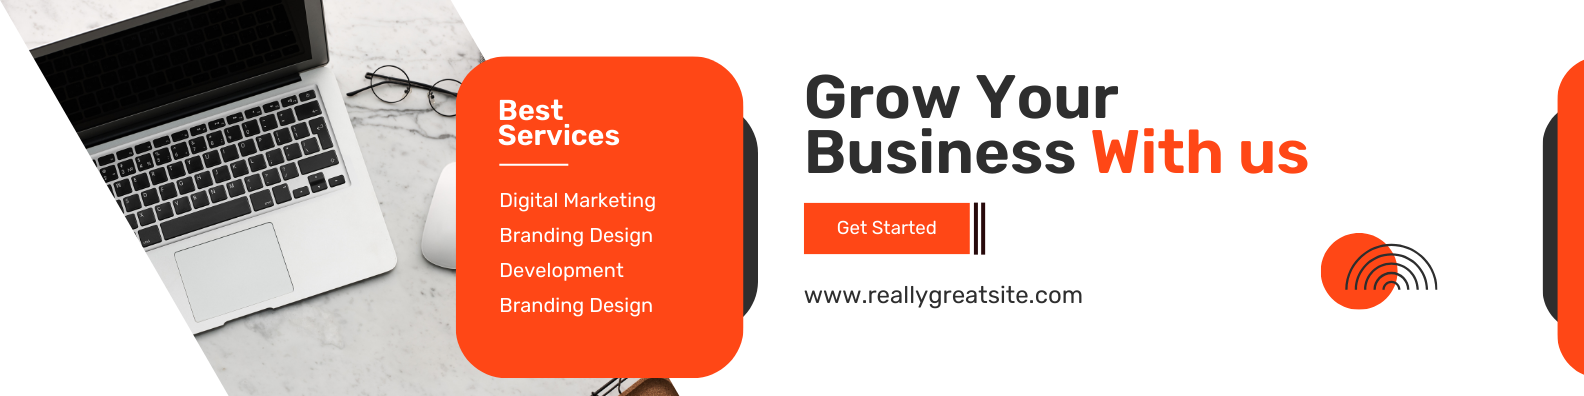 Best
Services
Digital Marketing
Branding Design
Development
Branding Design
Grow Your
Business With us
Get Started
www.reallygreatsite.com